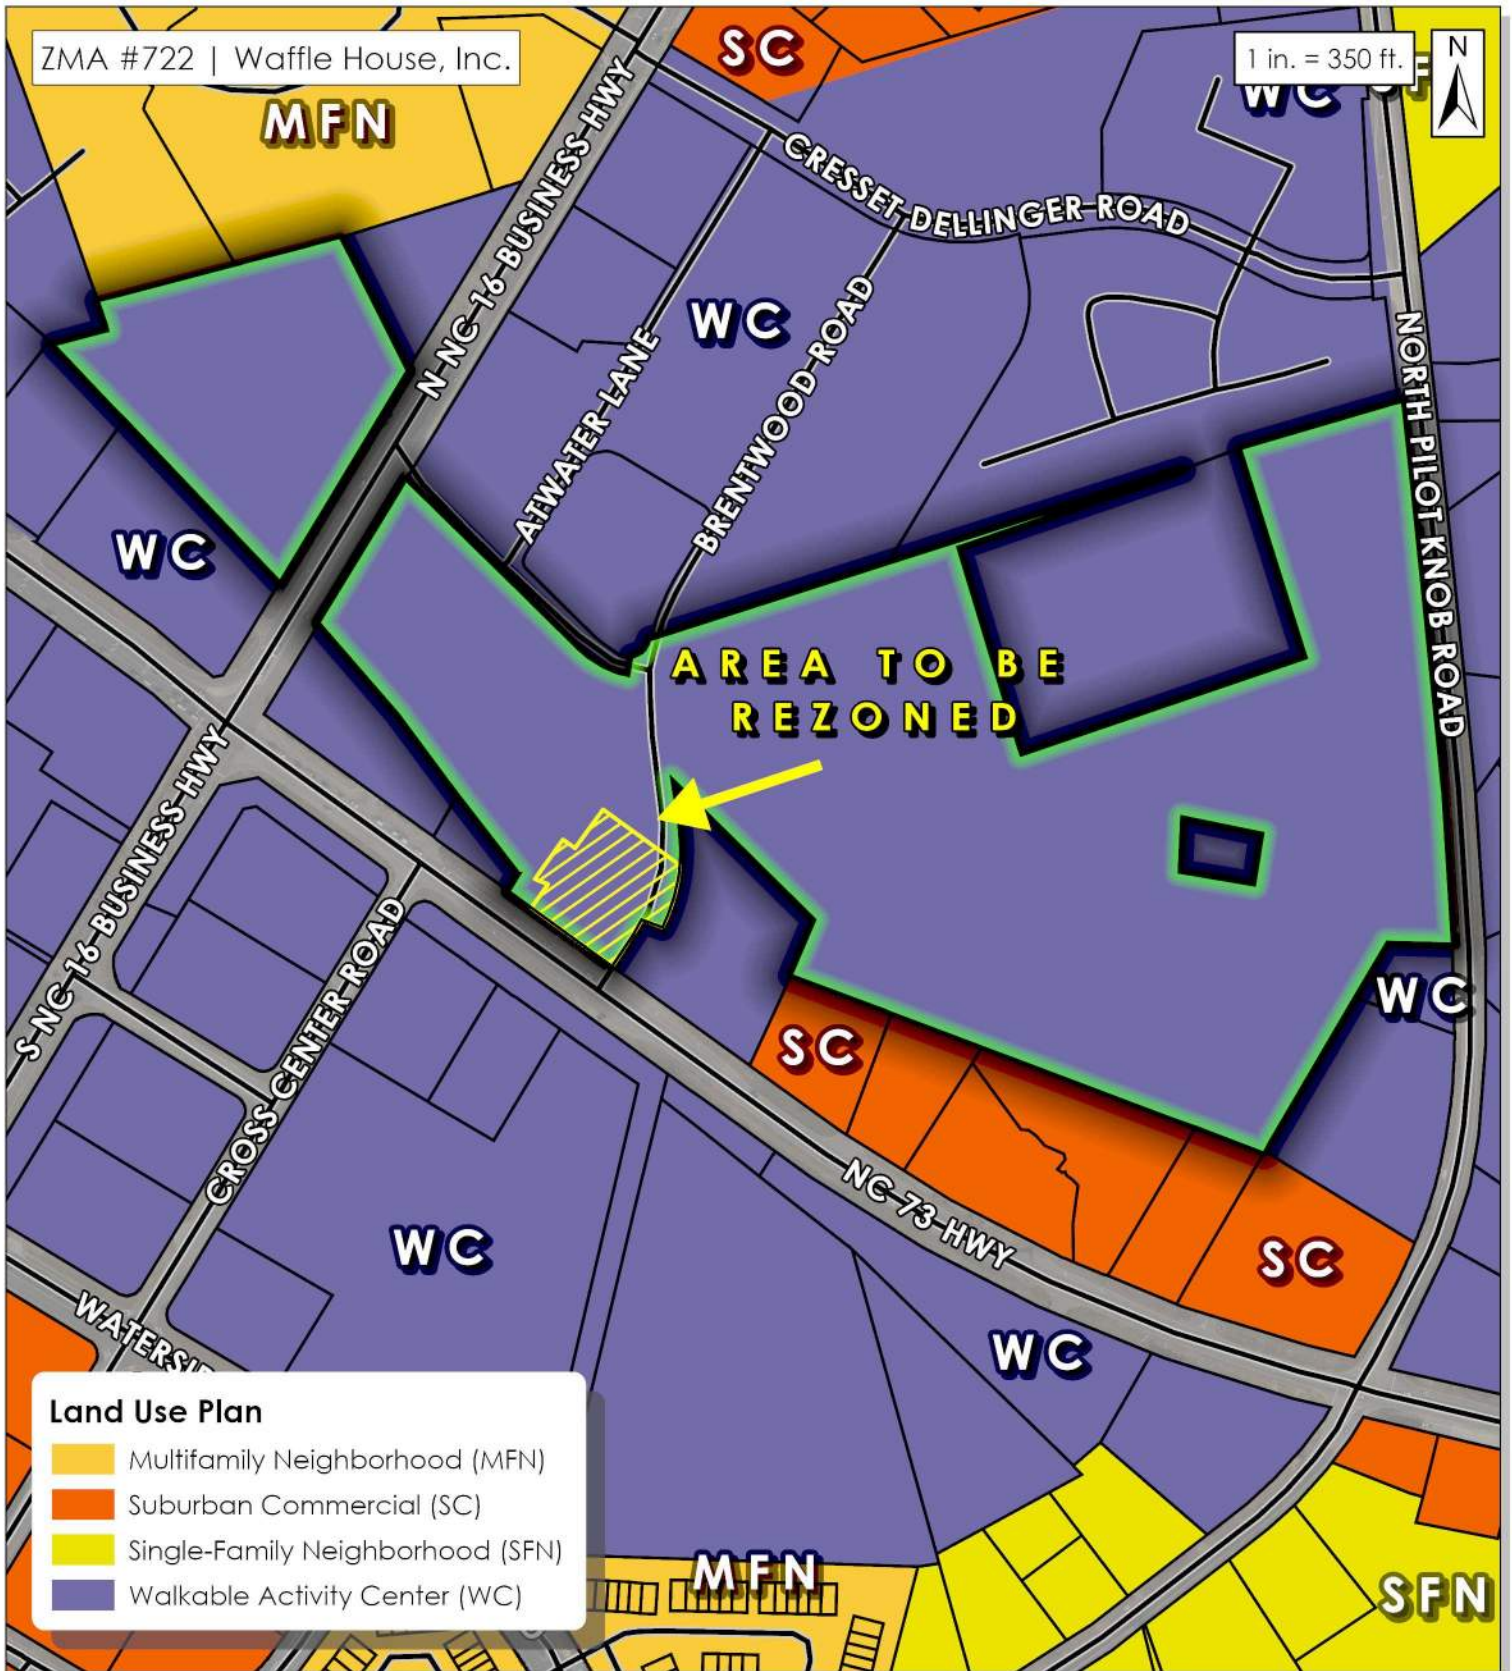 ZMA #722 | Waffle House, Inc.
SC
1 in. = 350 ft.
N
WC
MFN
CRESSET DELLINGER ROAD
N NC 16 BUSINESS HWY
WC
ATWATER LANE
BRENTWOOD ROAD
NORTH PILOT KNOB ROAD
WC
AREA TO BE
REZONED
S NC 16 BUSINESS HWY
CROSS CENTER ROAD
WC
SC
NC 73 HWY
WC
SC
WC
Land Use Plan
Multifamily Neighborhood (MFN)
Suburban Commercial (SC)
Single-Family Neighborhood (SFN)
Walkable Activity Center (WC)
MFN
SFN